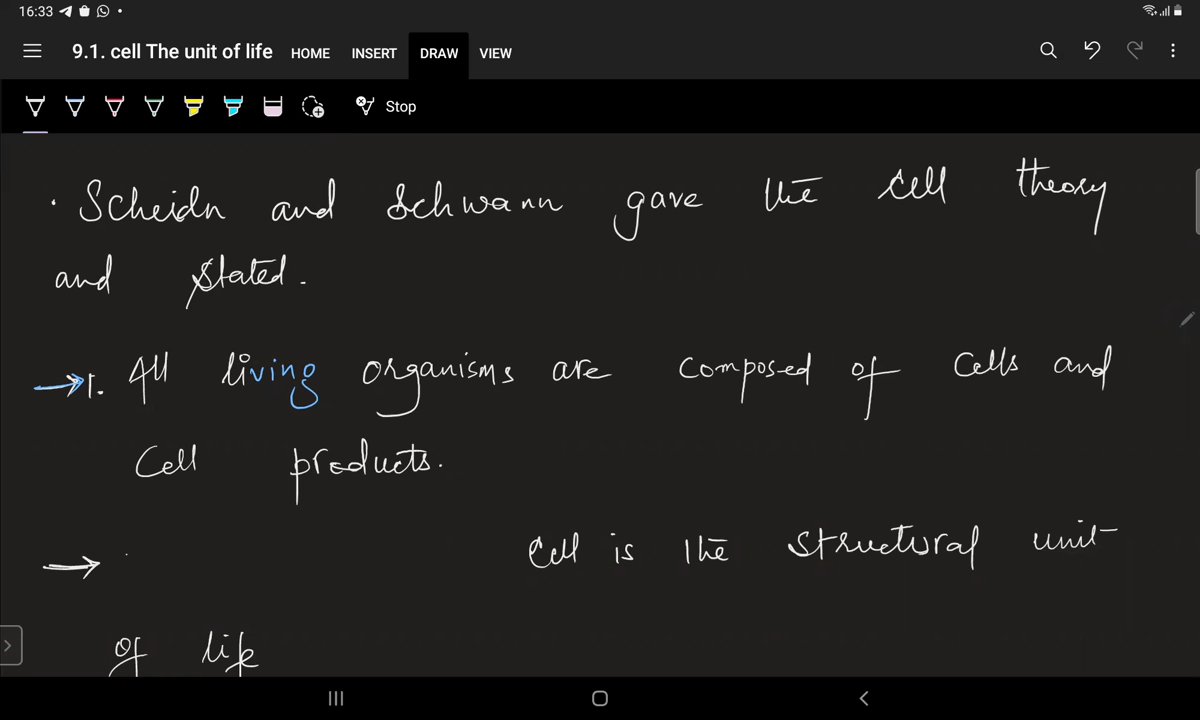 16:33
9.1. cell The unit of life HOME INSERT DRAW VIEW
Stop
· Scheidn and Schwann gave the cell theory
and stated.
→1. All living organisms are composed of cells and
Cell products.
→ Cell is the structural unit
of life